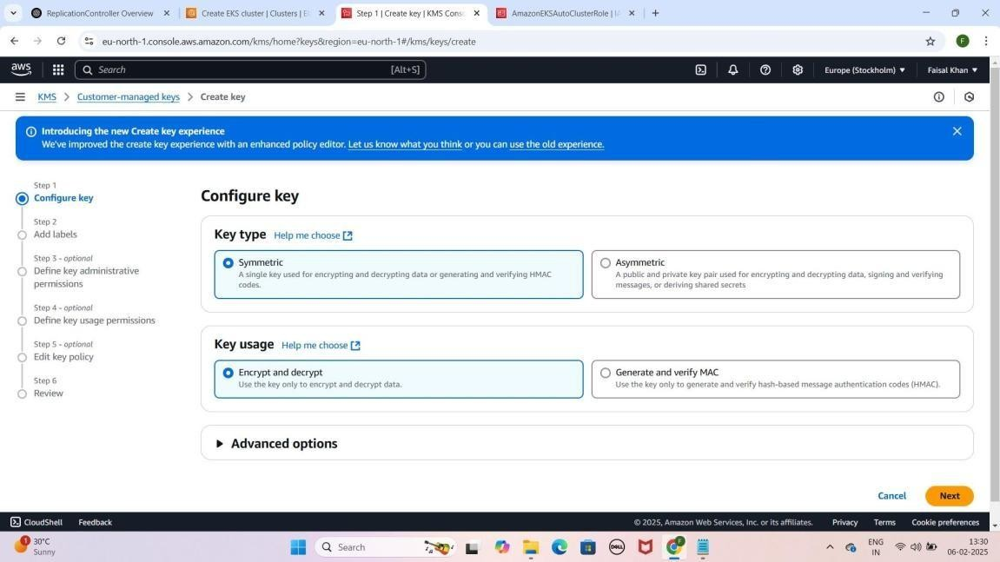 ReplicationController Overview
Create EKS cluster | Clusters | E
Step 1 | Create key | KMS Conso
AmazonEKSAutoClusterRole | IA
eu-north-1.console.aws.amazon.com/kms/home?keys&region=eu-north-1#/kms/keys/create
F
aws
Search
[Alt+S]
Europe (Stockholm)
Faisal Khan
KMS > Customer-managed keys > Create key
Introducing the new Create key experience
We've improved the create key experience with an enhanced policy editor. Let us know what you think or you can use the old experience.
Step 1
Configure key
Step 2
Add labels
Step 3 - optional
Define key administrative
permissions
Step 4 - optional
Define key usage permissions
Step 5 - optional
Edit key policy
Step 6
Review
Configure key
Key type Help me choose
Symmetric
A single key used for encrypting and decrypting data or generating and verifying HMAC
codes.
Asymmetric
A public and private key pair used for encrypting and decrypting data, signing and verifying
messages, or deriving shared secrets
Key usage Help me choose
Encrypt and decrypt
Use the key only to encrypt and decrypt data.
Generate and verify MAC
Use the key only to generate and verify hash-based message authentication codes (HMAC).
Advanced options
Cancel
Next
CloudShell
Feedback
© 2025, Amazon Web Services, Inc. or its affiliates.
Privacy
Terms
Cookie preferences
1
30°C
Sunny
Search
DELL
F
ENG
IN
13:30
06-02-2025